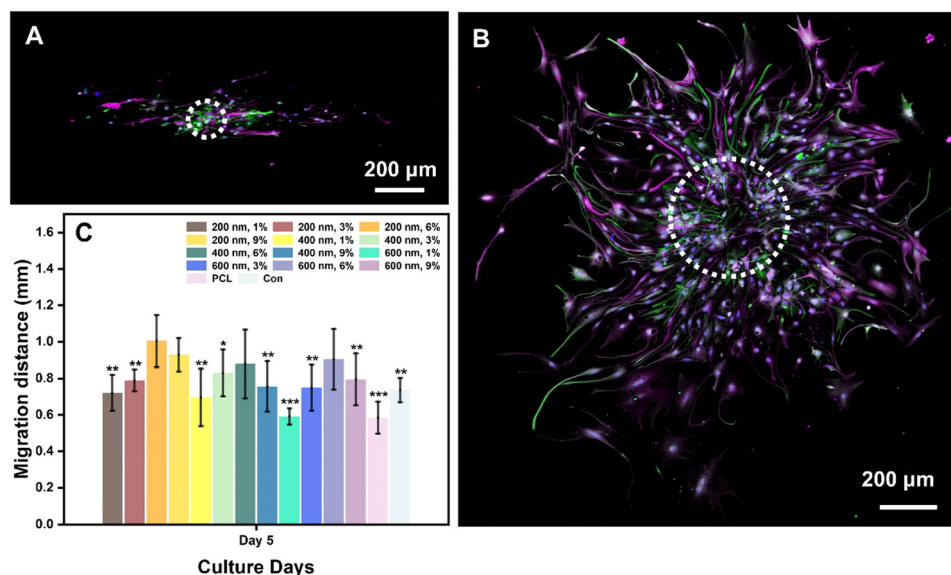 A
200 µm
B
200 µm
C
200 nm, 1% 200 nm, 3% 200 nm, 6%
200 nm, 9% 400 nm, 1% 400 nm, 3%
400 nm, 6% 400 nm, 9% 600 nm, 1%
600 nm, 3% 600 nm, 6% 600 nm, 9%
PCL Con
Migration distance (mm)
1.6
1.4
1.2
1.0
0.8
0.6
0.4
0.2
0.0
** ** ** * ** *** ** ** *** **
Day 5
Culture Days